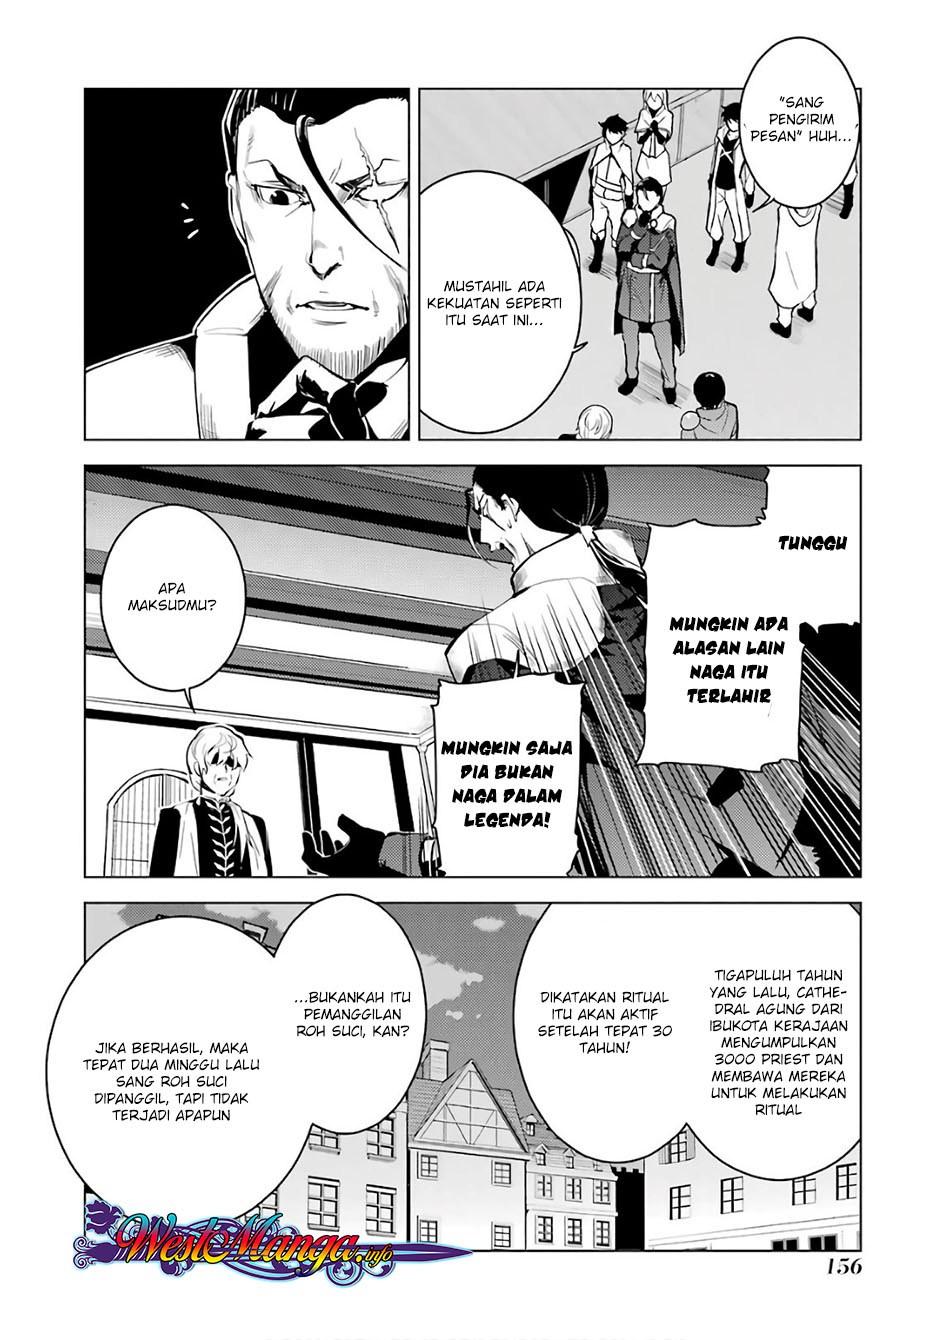 "SANG
PENGIRIM
PESAN" HUH...
MUSTAHIL ADA
KEKUATAN SEPERTI
ITU SAAT INI...
TUNGGU
MUNGKIN ADA
ALASAN LAIN
NAGA ITU
TERLAHIR
MUNGKIN SAJA
DIA BUKAN
NAGA DALAM
LEGENDA!
APA
MAKSUDMU?
TIGAPULUH TAHUN
YANG LALU, CATHE-
DRAL AGUNG DARI
IBUKOTA KERAJAAN
MENGUMPULKAN
3000 PRIEST DAN
MEMBAWA MEREKA
UNTUK MELAKUKAN
RITUAL
DIKATAKAN RITUAL
ITU AKAN AKTIF
SETELAH TEPAT 30
TAHUN!
...BUKANKAH ITU
PEMANGGILAN
ROH SUCI, KAN?
JIKA BERHASIL, MAKA
TEPAT DUA MINGGU LALU
SANG ROH SUCI
DIPANGGIL, TAPI TIDAK
TERJADI APAPUN
WestManga.info
156